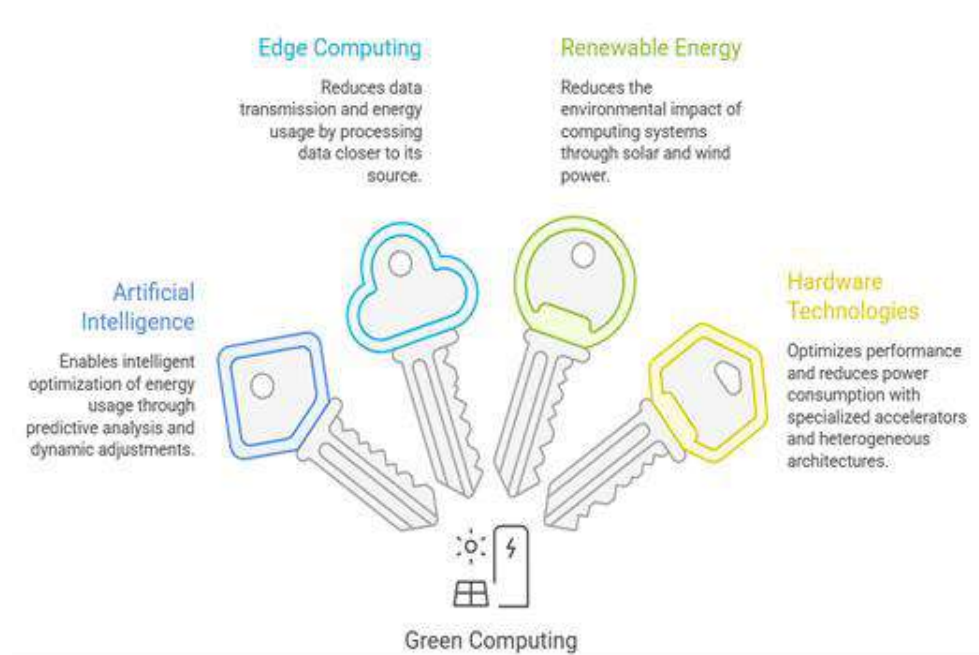 Edge Computing
Reduces data
transmission and energy
usage by processing
data closer to its
source.
Renewable Energy
Reduces the
environmental impact of
computing systems
through solar and wind
power.
Artificial
Intelligence
Enables intelligent
optimization of energy
usage through
predictive analysis and
dynamic adjustments.
Hardware
Technologies
Optimizes performance
and reduces power
consumption with
specialized accelerators
and heterogeneous
architectures.
Green Computing